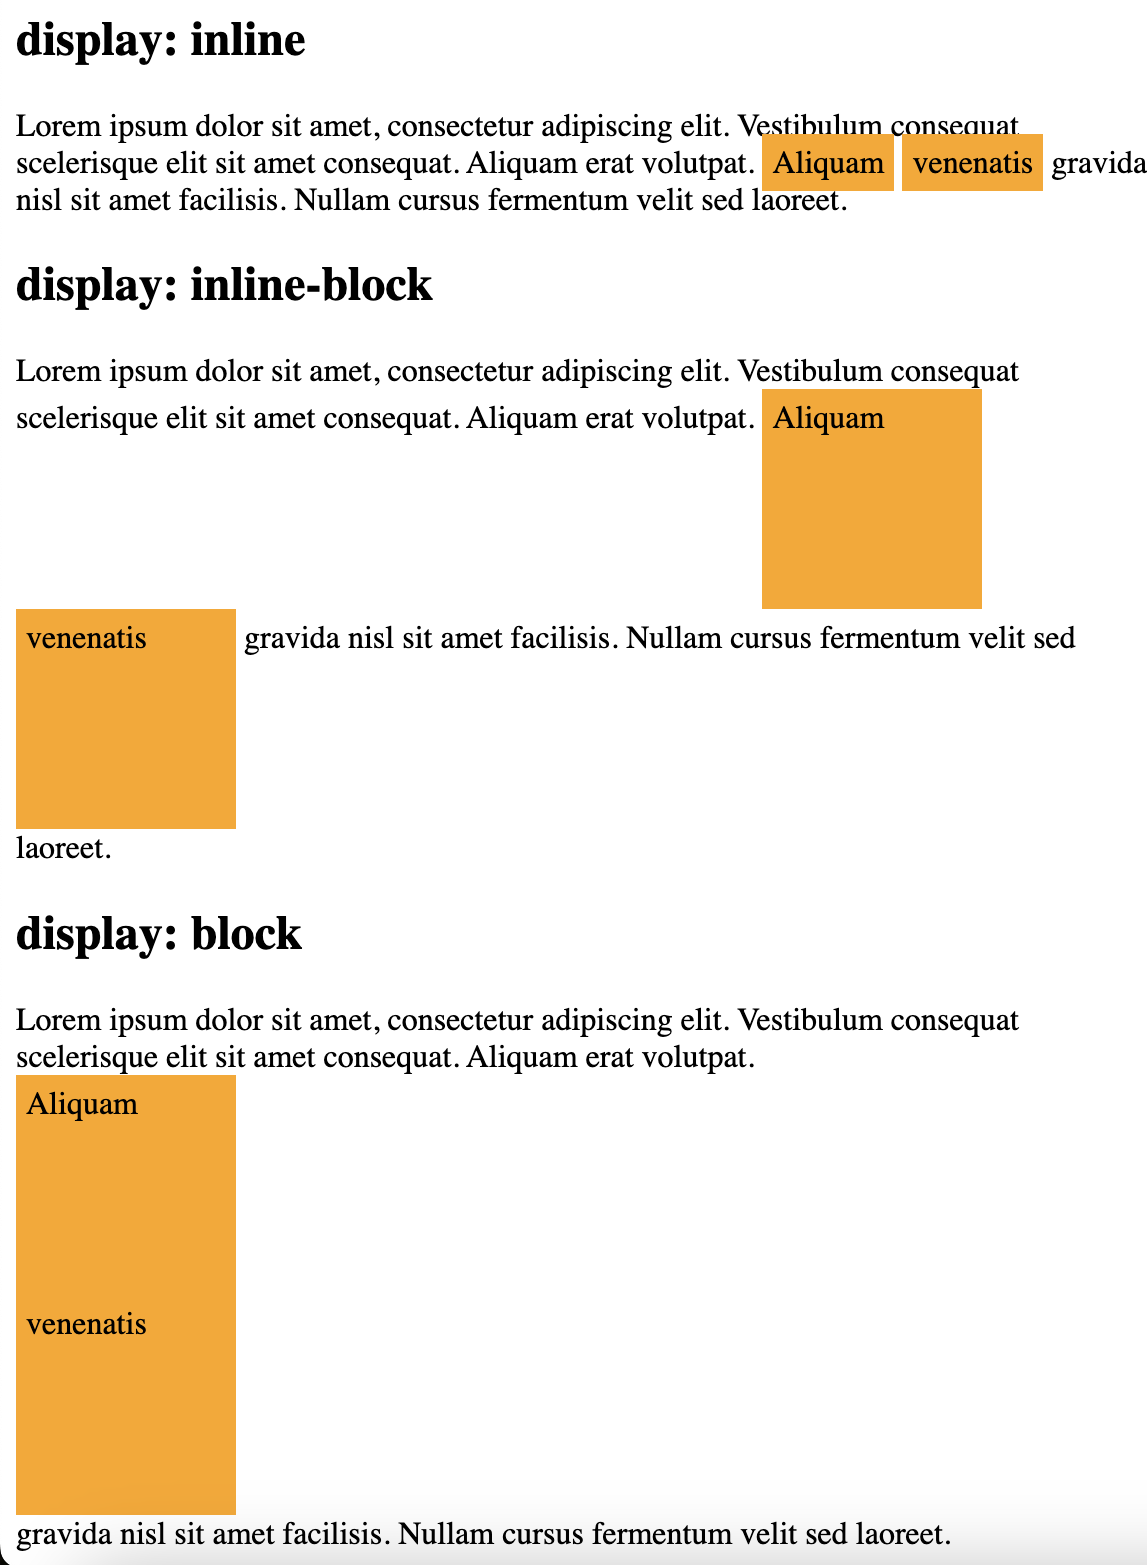 display: inline
Lorem ipsum dolor sit amet, consectetur adipiscing elit. Vestibulum consequat
scelerisque elit sit amet consequat. Aliquam erat volutpat. Aliquam venenatis gravida
nisl sit amet facilisis. Nullam cursus fermentum velit sed laoreet.
display: inline-block
Lorem ipsum dolor sit amet, consectetur adipiscing elit. Vestibulum consequat
scelerisque elit sit amet consequat. Aliquam erat volutpat. Aliquam
venenatis gravida nisl sit amet facilisis. Nullam cursus fermentum velit sed
laoreet.
display: block
Lorem ipsum dolor sit amet, consectetur adipiscing elit. Vestibulum consequat
scelerisque elit sit amet consequat. Aliquam erat volutpat.
Aliquam
venenatis
gravida nisl sit amet facilisis. Nullam cursus fermentum velit sed laoreet.